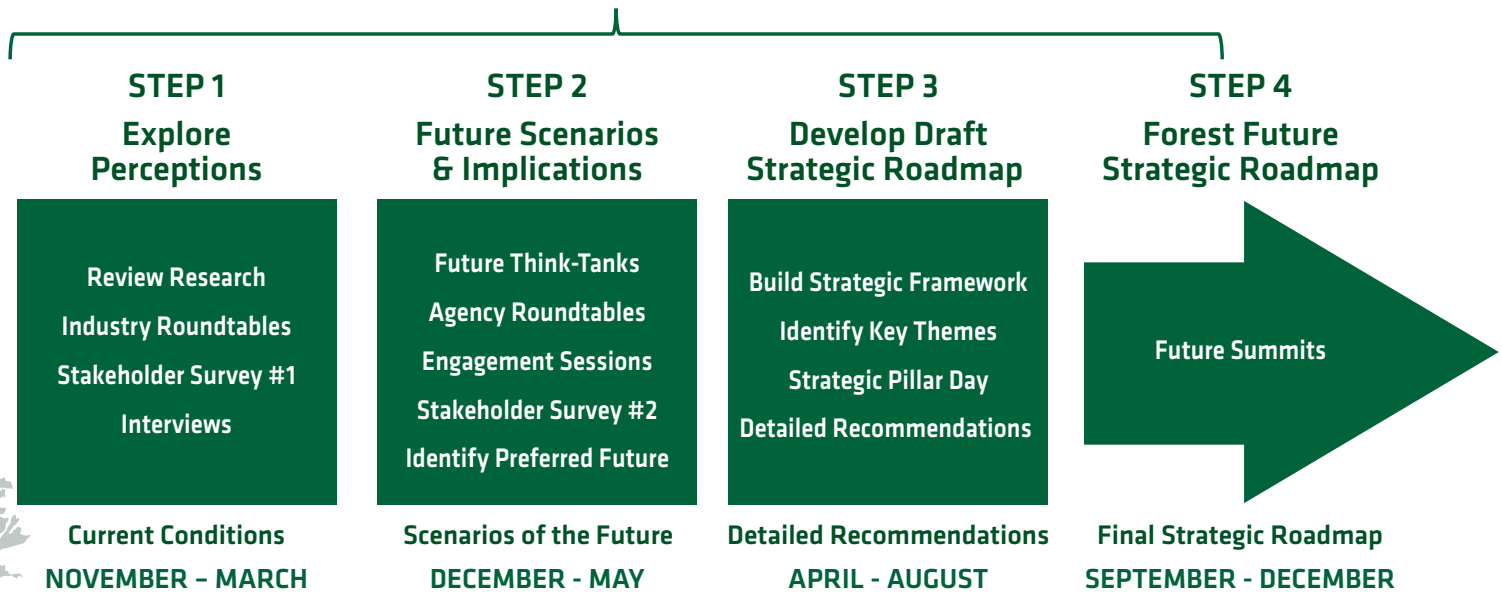 STEP 1
Explore
Perceptions
Review Research
Industry Roundtables
Stakeholder Survey #1
Interviews
Current Conditions
NOVEMBER – MARCH
STEP 2
Future Scenarios
& Implications
Future Think-Tanks
Agency Roundtables
Engagement Sessions
Stakeholder Survey #2
Identify Preferred Future
Scenarios of the Future
DECEMBER - MAY
STEP 3
Develop Draft
Strategic Roadmap
Build Strategic Framework
Identify Key Themes
Strategic Pillar Day
Detailed Recommendations
Detailed Recommendations
APRIL - AUGUST
STEP 4
Forest Future
Strategic Roadmap
Future Summits
Final Strategic Roadmap
SEPTEMBER - DECEMBER